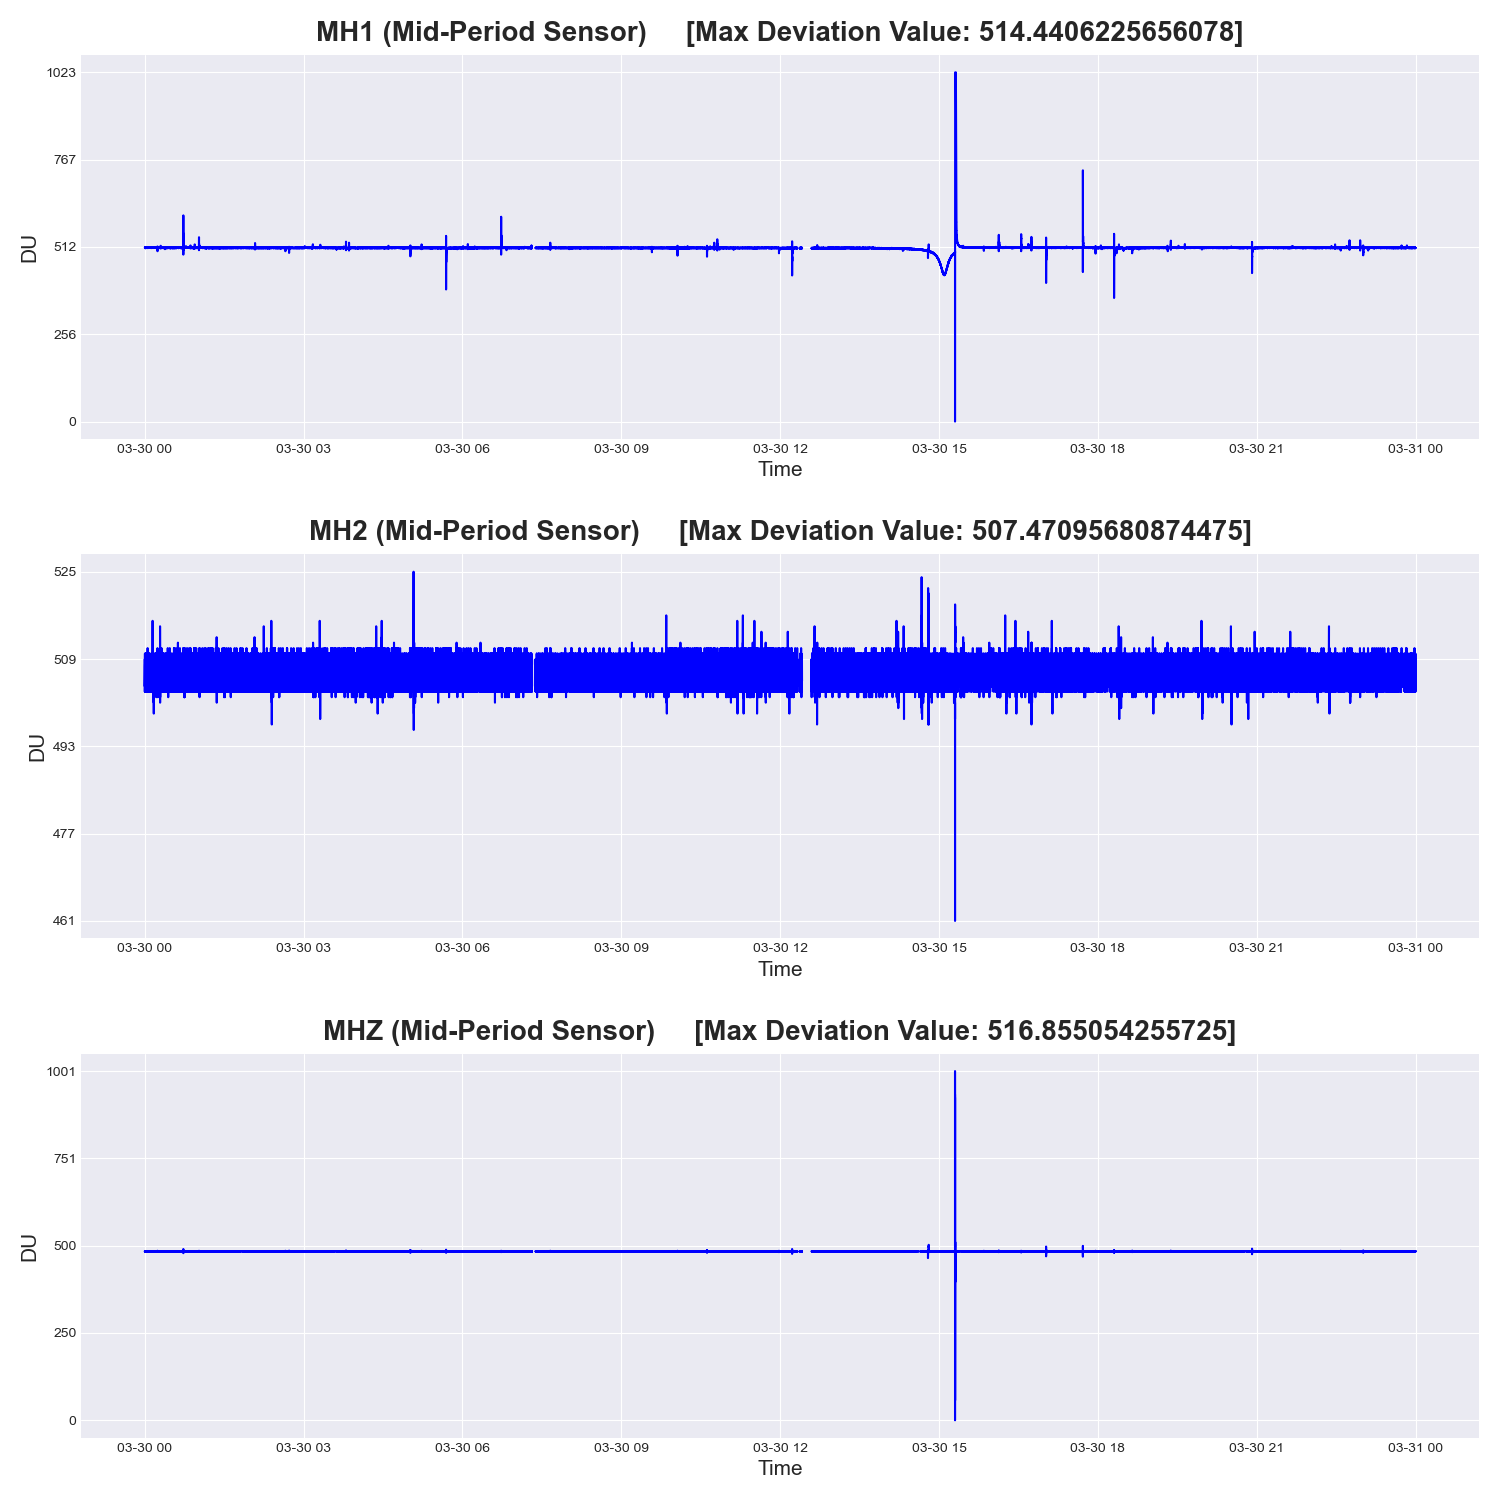 MH1 (Mid-Period Sensor) [Max Deviation Value: 514.4406225656078]
1023
767
512
256
0
DU
03-30 00 03-30 03 03-30 06 03-30 09 03-30 12 03-30 15 03-30 18 03-30 21 03-31 00
Time
MH2 (Mid-Period Sensor) [Max Deviation Value: 507.47095680874475]
525
509
493
477
461
DU
03-30 00 03-30 03 03-30 06 03-30 09 03-30 12 03-30 15 03-30 18 03-30 21 03-31 00
Time
MHZ (Mid-Period Sensor) [Max Deviation Value: 516.855054255725]
1001
751
500
250
0
DU
03-30 00 03-30 03 03-30 06 03-30 09 03-30 12 03-30 15 03-30 18 03-30 21 03-31 00
Time